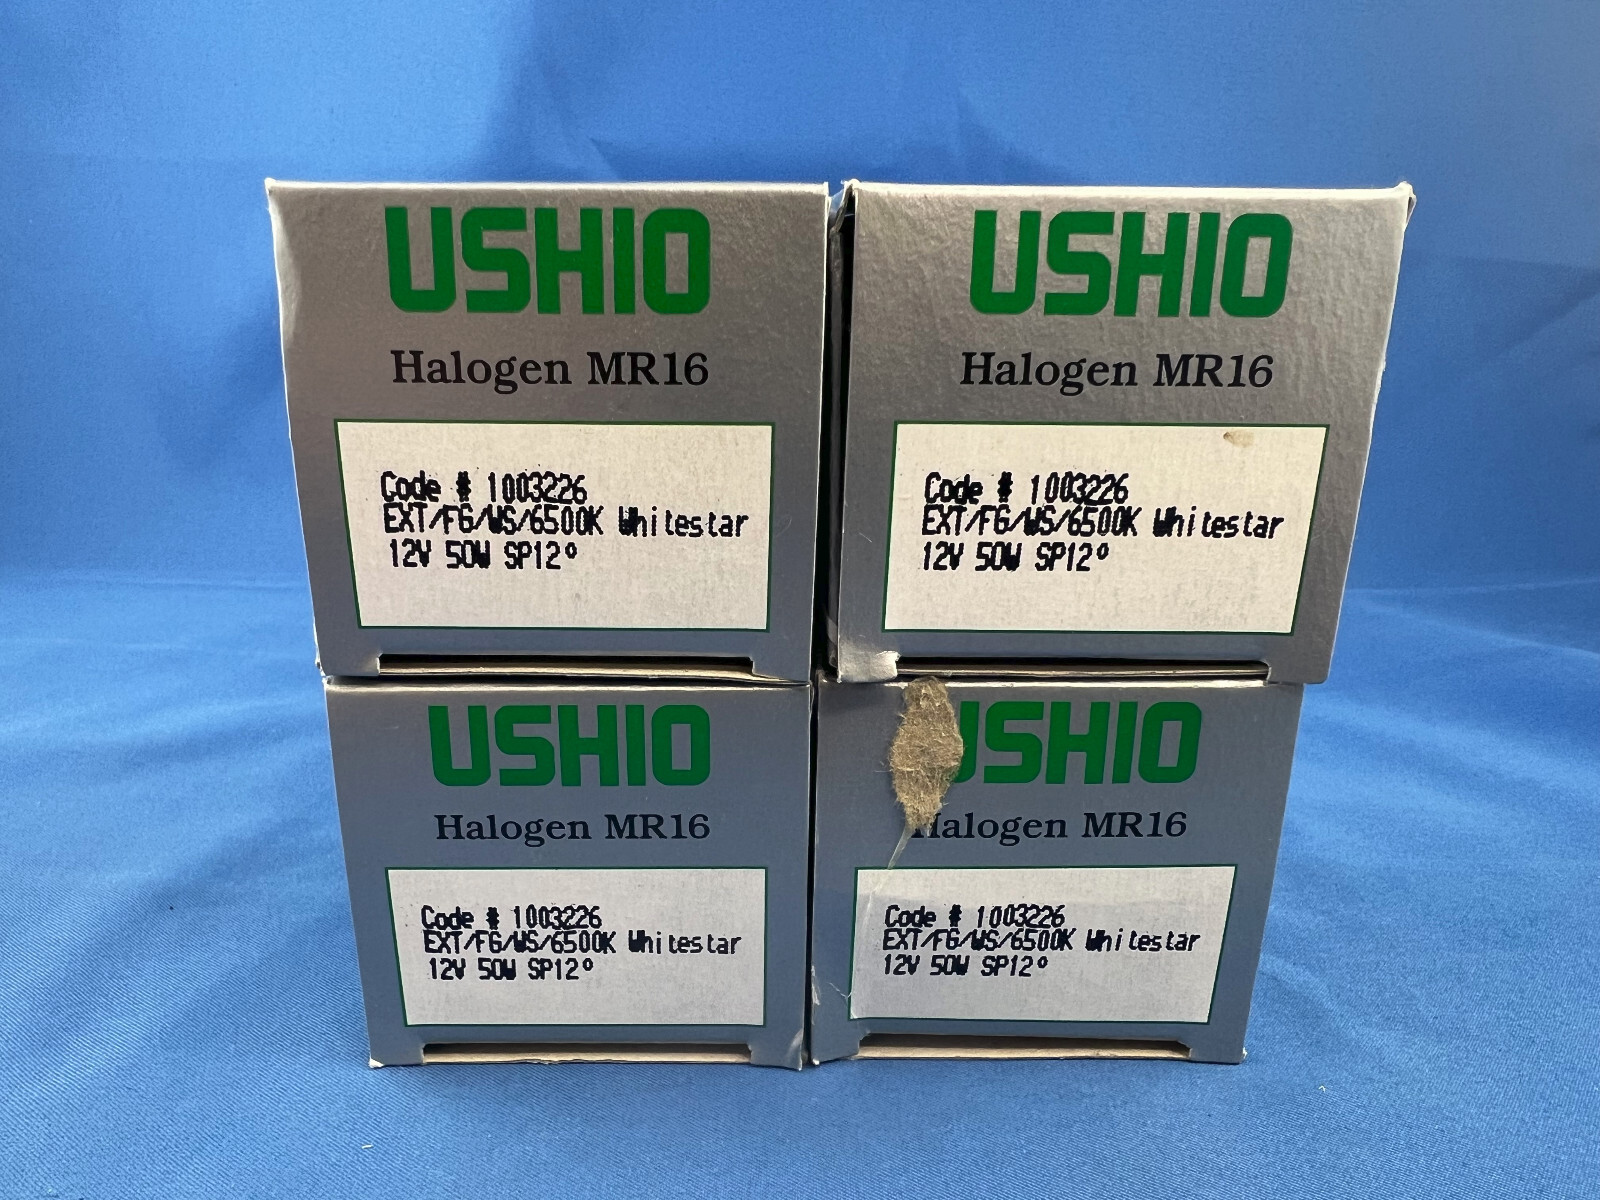 USHIO
Halogen MR16
Code # 1003226
EXT/FG/WS/6500K Whitestar
12V 50W SP12°
USHIO
Halogen MR16
Code # 1003226
EXT/FG/WS/6500K Whitestar
12V 50W SP12°
USHIO
Halogen MR16
Code # 1003226
EXT/FG/WS/6500K Whitestar
12V 50W SP12°
USHIO
Halogen MR16
Code # 1003226
EXT/FG/WS/6500K Whitestar
12V 50W SP12°